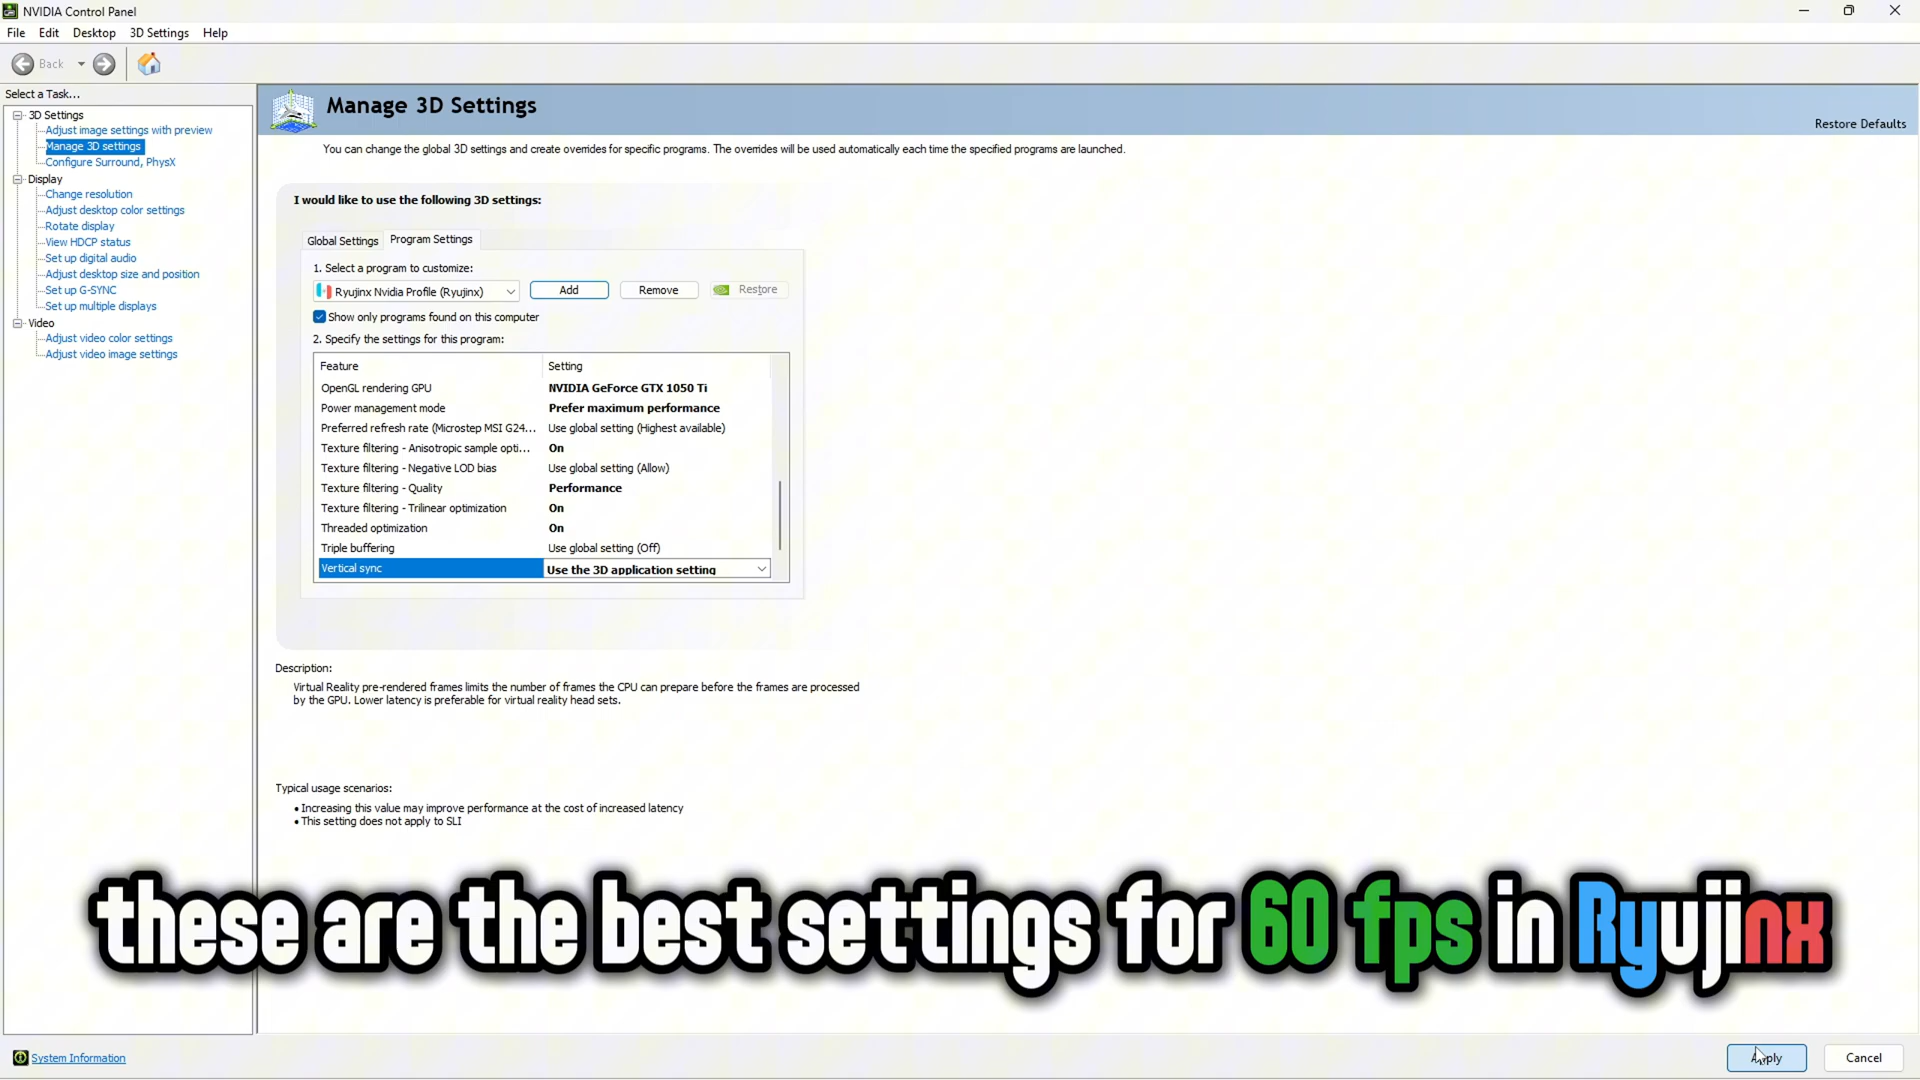 NVIDIA Control Panel
File Edit Desktop 3D Settings Help
Back
Select a Task...
3D Settings
Adjust image settings with preview
Manage 3D settings
Configure Surround, PhysX
Display
Change resolution
Adjust desktop color settings
Rotate display
View HDCP status
Set up digital audio
Adjust desktop size and position
Set up G-SYNC
Set up multiple displays
Video
Adjust video color settings
Adjust video image settings
Manage 3D Settings
Restore Defaults
You can change the global 3D settings and create overrides for specific programs. The overrides will be used automatically each time the specified programs are launched.
I would like to use the following 3D settings:
Global Settings Program Settings
1. Select a program to customize:
Ryujinx Nvidia Profile (Ryujinx) Add Remove Restore
Show only programs found on this computer
2. Specify the settings for this program:
Feature Setting
OpenGL rendering GPU NVIDIA GeForce GTX 1050 Ti
Power management mode Prefer maximum performance
Preferred refresh rate (Microstep MSI G24... Use global setting (Highest available)
Texture filtering - Anisotropic sample opti... On
Texture filtering - Negative LOD bias Use global setting (Allow)
Texture filtering - Quality Performance
Texture filtering - Trilinear optimization On
Threaded optimization On
Triple buffering Use global setting (Off)
Vertical sync Use the 3D application setting
Description:
Virtual Reality pre-rendered frames limits the number of frames the CPU can prepare before the frames are processed
by the GPU. Lower latency is preferable for virtual reality head sets.
Typical usage scenarios:
• Increasing this value may improve performance at the cost of increased latency
• This setting does not apply to SLI
these are the best settings for 60 fps in Ryujinx
System Information
Apply Cancel